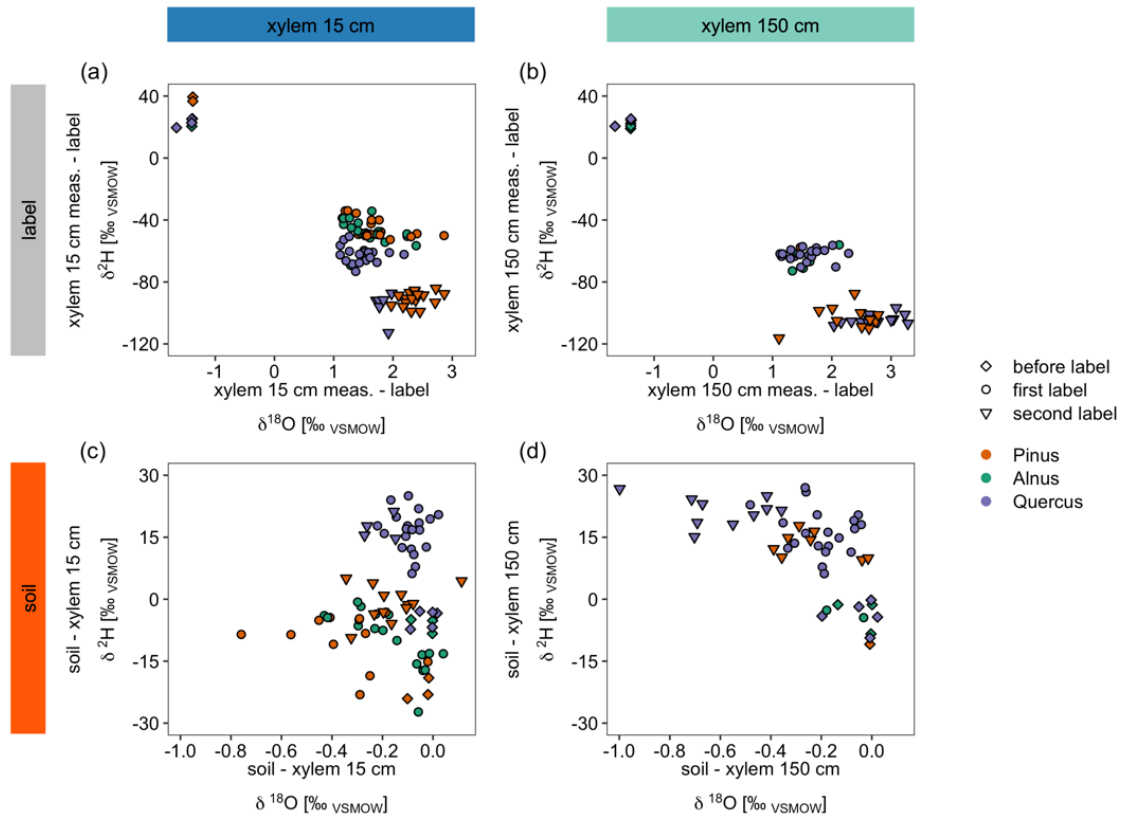 xylem 15 cm
xylem 150 cm
label
(a)
xylem 15 cm meas. - label
δ²H [‰ VSMOW]
40
0
-40
-80
-120
-1 0 1 2 3
xylem 15 cm meas. - label
δ¹⁸O [‰ VSMOW]
(b)
xylem 150 cm meas. - label
δ²H [‰ VSMOW]
40
0
-40
-80
-120
-1 0 1 2 3
xylem 150 cm meas. - label
δ¹⁸O [‰ VSMOW]
before label
first label
second label
Pinus
Alnus
Quercus
soil
(c)
soil - xylem 15 cm
δ ²H [‰ VSMOW]
30
15
0
-15
-30
-1.0 -0.8 -0.6 -0.4 -0.2 0.0
soil - xylem 15 cm
δ ¹⁸O [‰ VSMOW]
(d)
soil - xylem 150 cm
δ ²H [‰ VSMOW]
30
15
0
-15
-30
-1.0 -0.8 -0.6 -0.4 -0.2 0.0
soil - xylem 150 cm
δ ¹⁸O [‰ VSMOW]